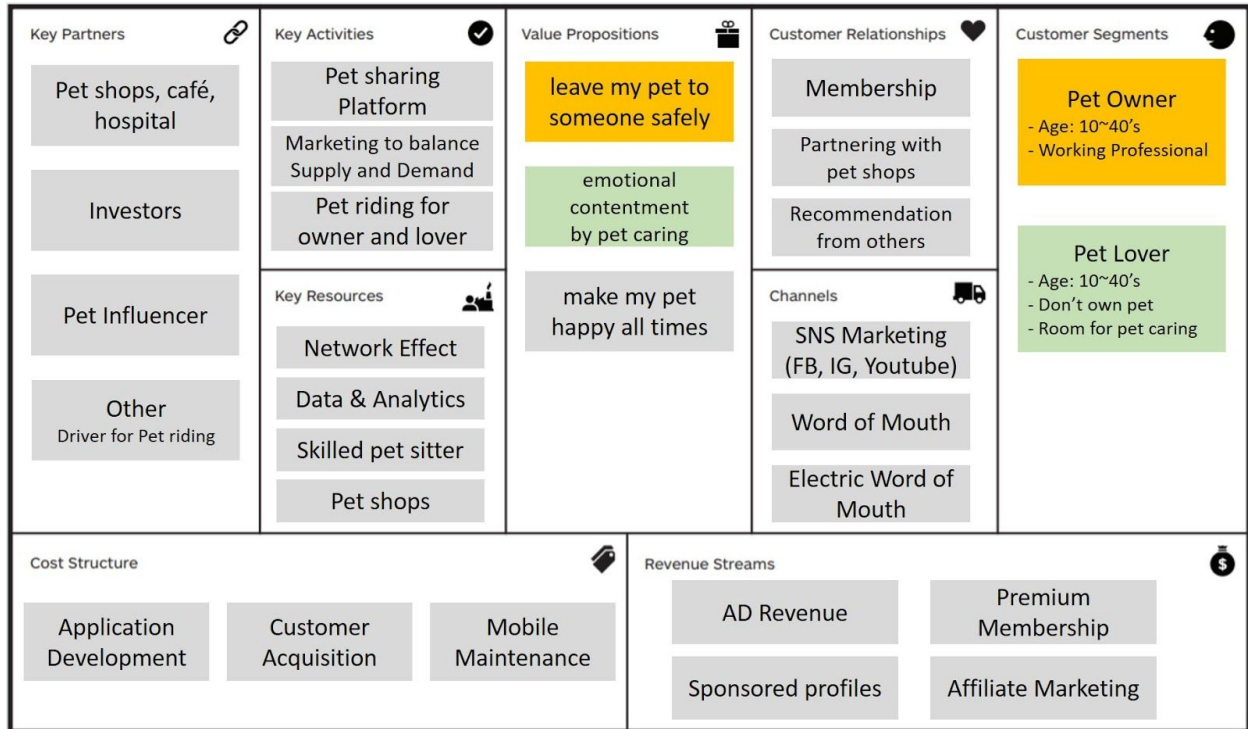 Key Partners
Pet shops, café,
hospital
Investors
Pet Influencer
Other
Driver for Pet riding
Key Activities
Pet sharing
Platform
Marketing to balance
Supply and Demand
Pet riding for
owner and lover
Key Resources
Network Effect
Data & Analytics
Skilled pet sitter
Pet shops
Value Propositions
leave my pet to
someone safely
emotional
contentment
by pet caring
make my pet
happy all times
Customer Relationships
Membership
Partnering with
pet shops
Recommendation
from others
Channels
SNS Marketing
(FB, IG, Youtube)
Word of Mouth
Electric Word of
Mouth
Customer Segments
Pet Owner
- Age: 10~40's
- Working Professional
Pet Lover
- Age: 10~40's
- Don't own pet
- Room for pet caring
Cost Structure
Application
Development
Customer
Acquisition
Mobile
Maintenance
Revenue Streams
$
AD Revenue
Premium
Membership
Sponsored profiles
Affiliate Marketing